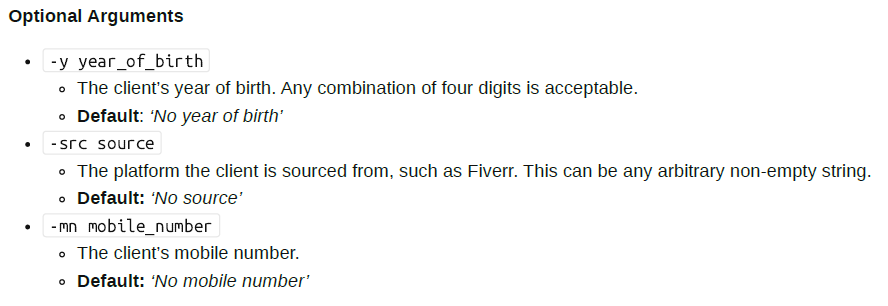 Optional Arguments
-y year_of_birth
The client's year of birth. Any combination of four digits is acceptable.
Default: ‘No year of birth’
-src source
The platform the client is sourced from, such as Fiverr. This can be any arbitrary non-empty string.
Default: ‘No source’
-mn mobile_number
The client's mobile number.
Default: ‘No mobile number’